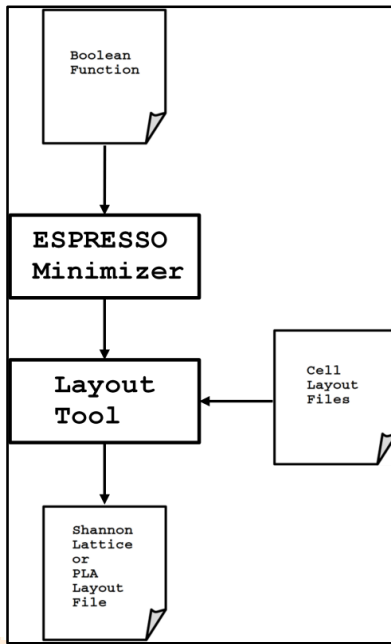 Boolean
Function
ESPRESSO
Minimizer
Layout
Tool
Cell
Layout
Files
Shannon
Lattice
or
PLA
Layout
File